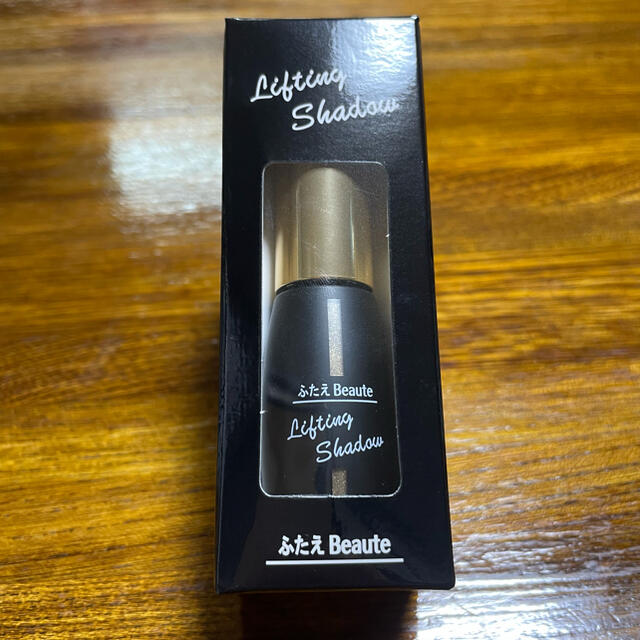 Lifting
Shadow
ふたえ Beaute
Lifting
Shadow
ふたえ Beaute